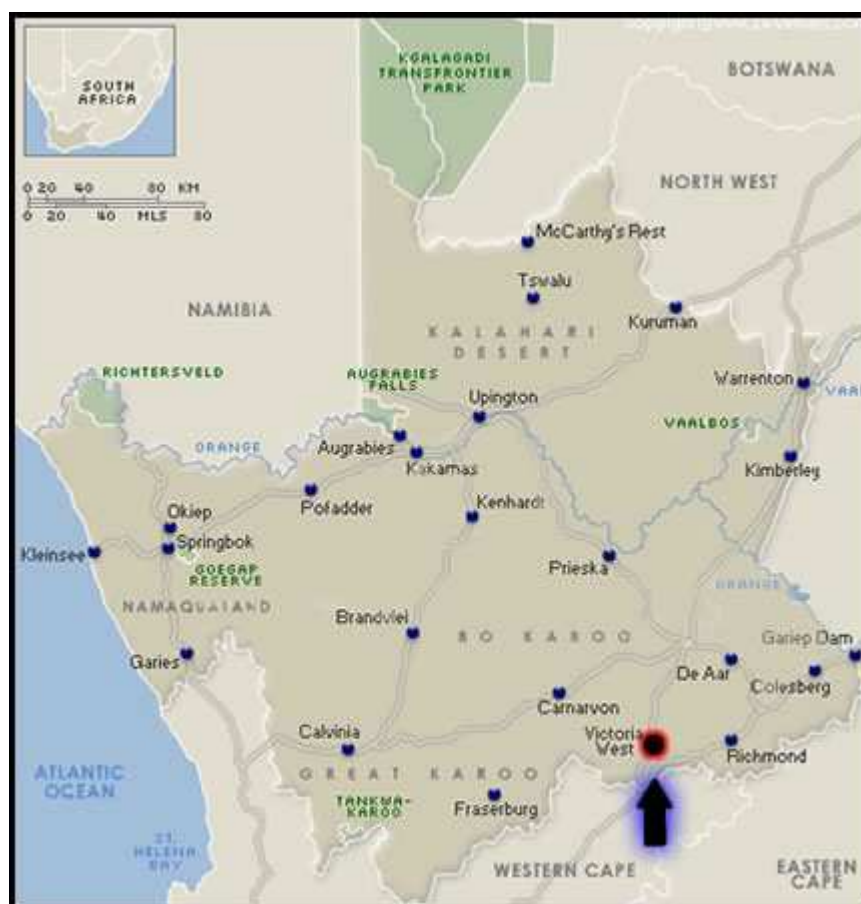 KGALAGADI
TRANSFRONTIER
PARK
BOTSWANA
SOUTH
AFRICA
NORTH WEST
0 20 40 80 KM
0 20 40 MLS 80
McCarthy's Rest
Tswalu
NAMIBIA
Kuruman
KALAHARI
DESERT
RICHTERSVELD
AUGRABIES
FALLS
Warrenton
Upington
VAALBOS
ORANGE
Augrabies
Kakamas
Kimberley
Pofadder
Kenhardt
Okiep
Springbok
Kleinsee
GOEGAP
RESERVE
Prieska
ORANGE
NAMAQUALAND
Brandvlei
BO KAROO
Gariep Dam
Garies
De Aar
Colesberg
Carnarvon
Calvinia
Victoria
West
Richmond
ATLANTIC
OCEAN
GREAT KAROO
TANKWA-
KAROO
Fraserburg
ST.
HELENA
BAY
WESTERN CAPE
EASTERN
CAPE